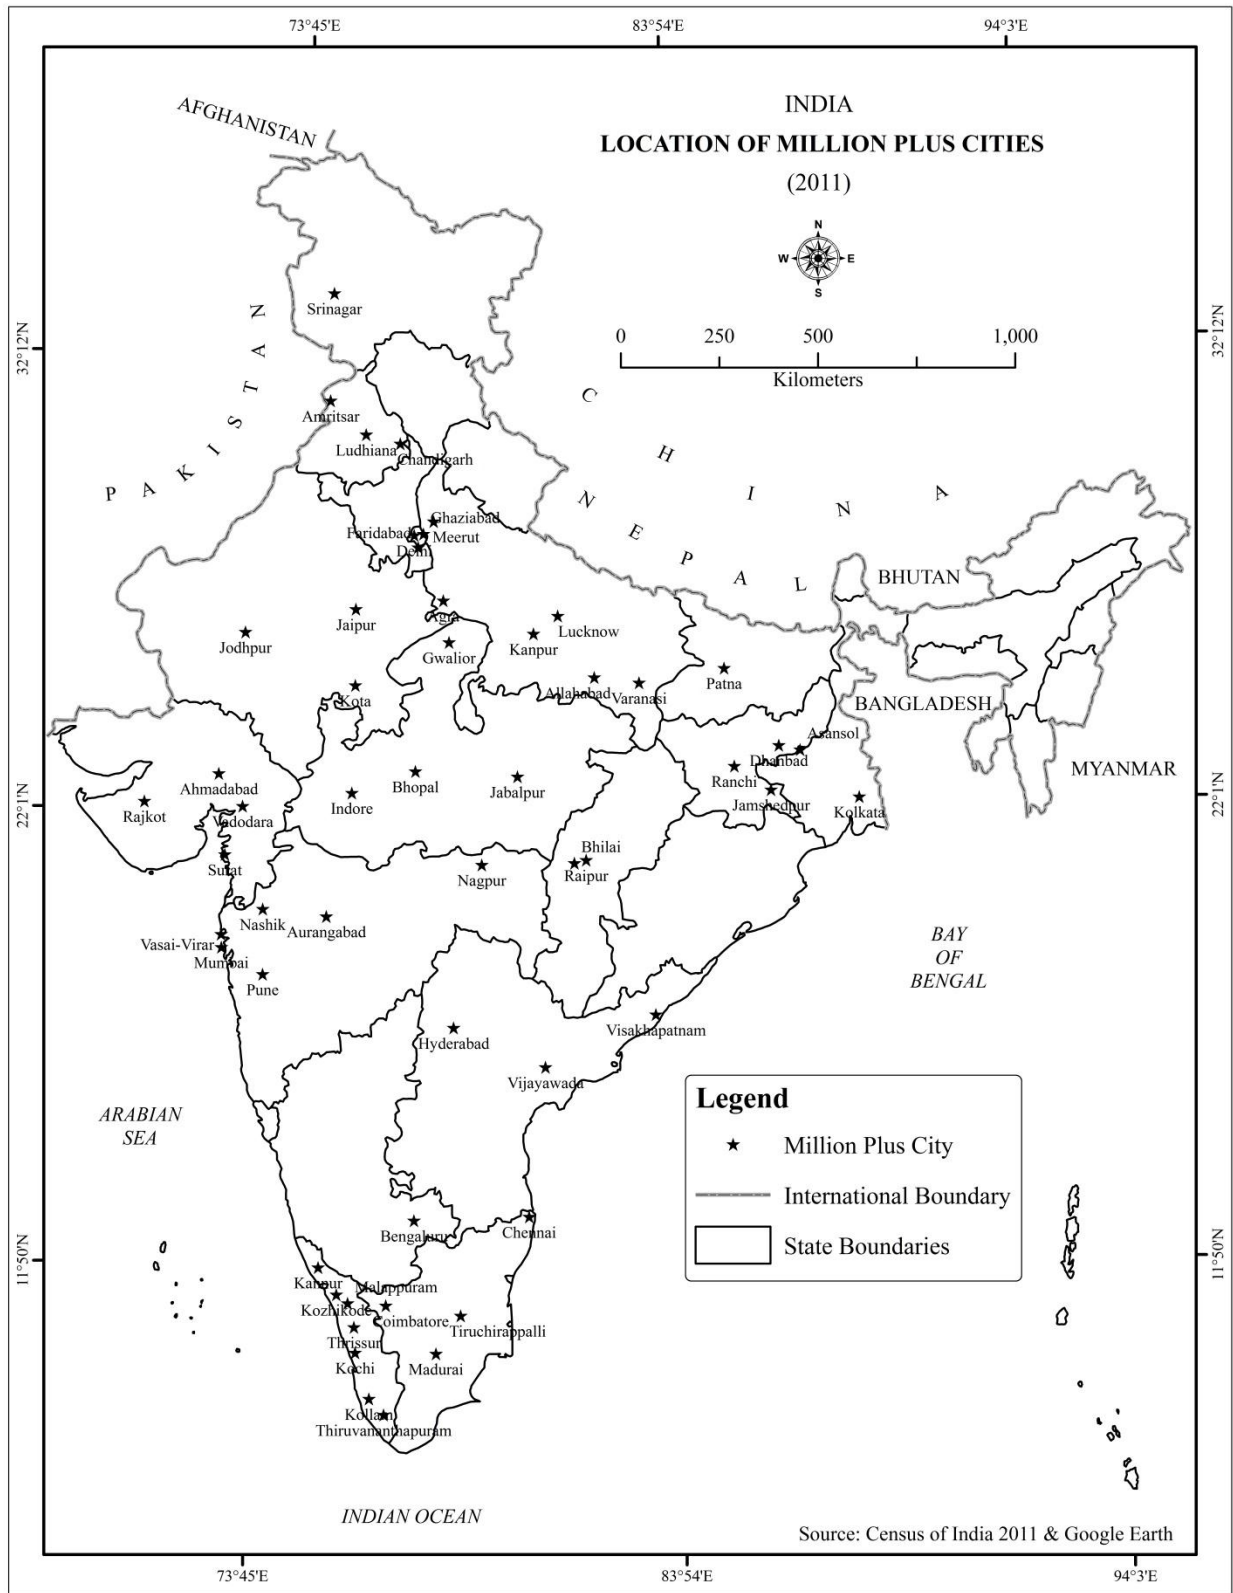 73°45'E
83°54'E
94°3'E
AFGHANISTAN
INDIA
LOCATION OF MILLION PLUS CITIES
(2011)
N
W
E
S
0
250
500
1,000
Kilometers
32°12'N
32°12'N
Srinagar
PAKISTAN
CHINA
NEPAL
Amritsar
Ludhiana
Chandigarh
Ghaziabad
Faridabad
Meerut
Delhi
BHUTAN
Agra
Jaipur
Lucknow
Jodhpur
Kanpur
Gwalior
Kota
Allahabad
Varanasi
Patna
BANGLADESH
Asansol
Dhanbad
MYANMAR
Ahmadabad
Bhopal
Jabalpur
Ranchi
Jamshedpur
Rajkot
Vadodara
Indore
Kolkata
22°1'N
22°1'N
Surat
Nagpur
Bhilai
Raipur
Nashik
Aurangabad
Vasai-Virar
Mumbai
Pune
BAY
OF
BENGAL
Hyderabad
Visakhapatnam
Vijayawada
ARABIAN
SEA
Legend
Million Plus City
International Boundary
State Boundaries
Bengaluru
Chennai
11°50'N
11°50'N
Kannur
Malappuram
Kozhikode
Coimbatore
Tiruchirappalli
Thrissur
Kochi
Madurai
Kollam
Thiruvananthapuram
INDIAN OCEAN
Source: Census of India 2011 & Google Earth
73°45'E
83°54'E
94°3'E